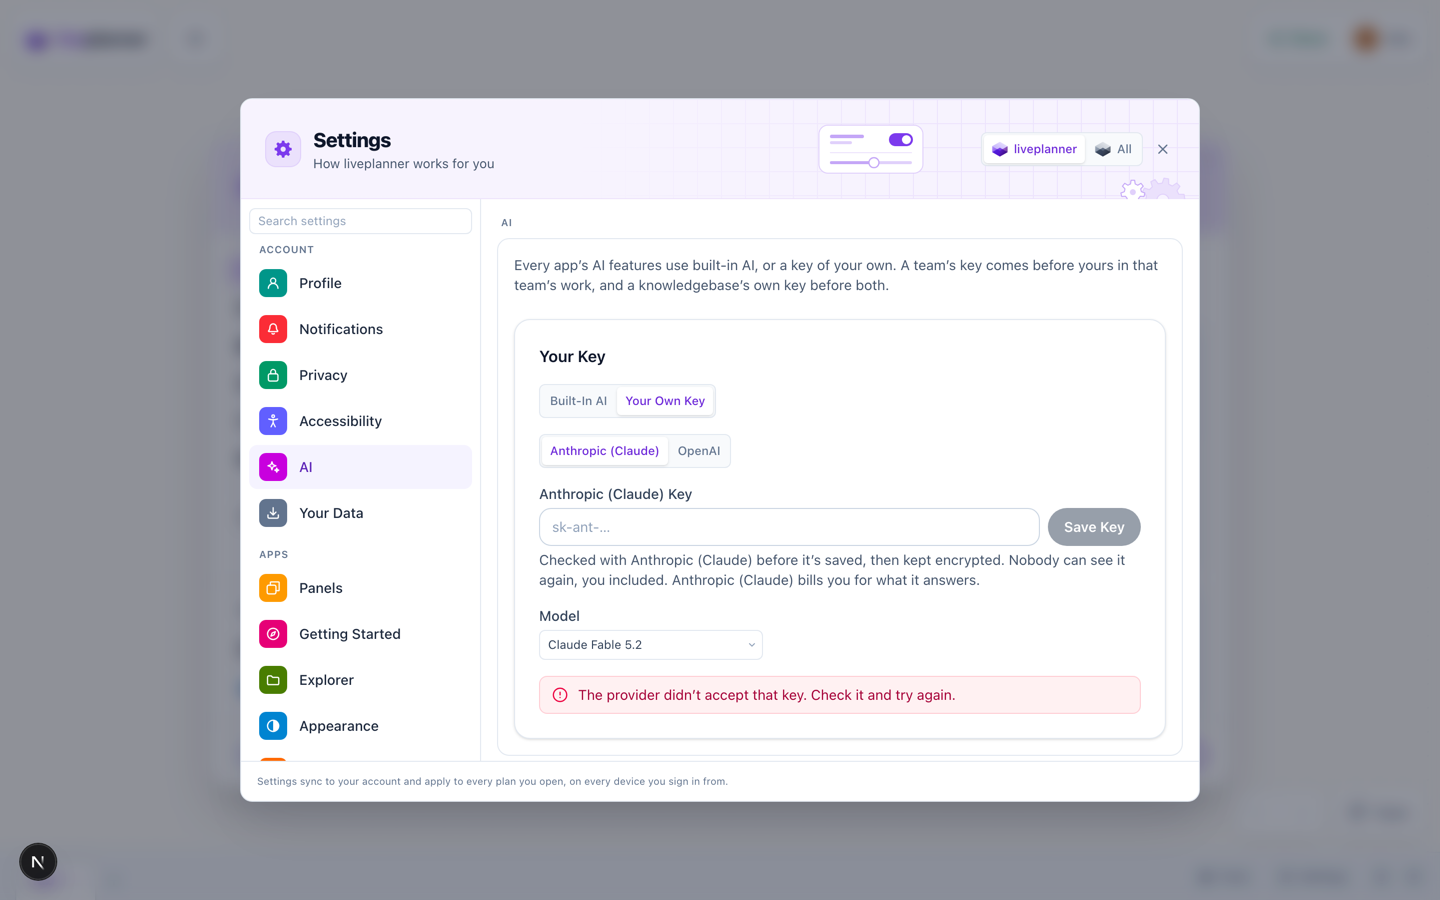 Settings
How liveplanner works for you
liveplanner
All
Search settings
ACCOUNT
Profile
Notifications
Privacy
Accessibility
AI
Your Data
APPS
Panels
Getting Started
Explorer
Appearance
AI
Every app's AI features use built-in AI, or a key of your own. A team's key comes before yours in that
team's work, and a knowledgebase's own key before both.
Your Key
Built-In AI
Your Own Key
Anthropic (Claude)
OpenAI
Anthropic (Claude) Key
sk-ant-...
Save Key
Checked with Anthropic (Claude) before it's saved, then kept encrypted. Nobody can see it
again, you included. Anthropic (Claude) bills you for what it answers.
Model
Claude Fable 5.2
The provider didn't accept that key. Check it and try again.
Settings sync to your account and apply to every plan you open, on every device you sign in from.
N